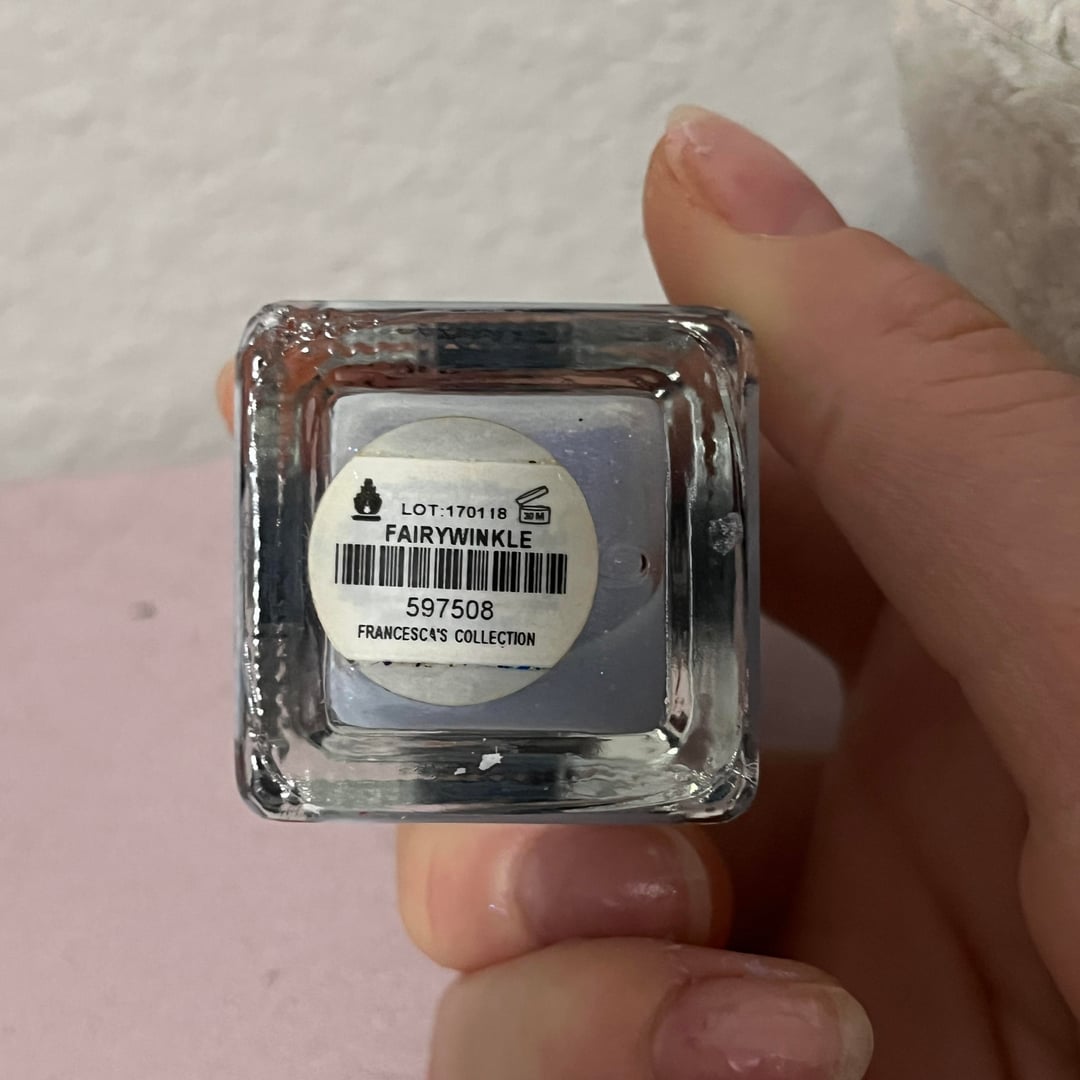 LOT:170118
30 M
FAIRYWINKLE
597508
FRANCESCA'S COLLECTION